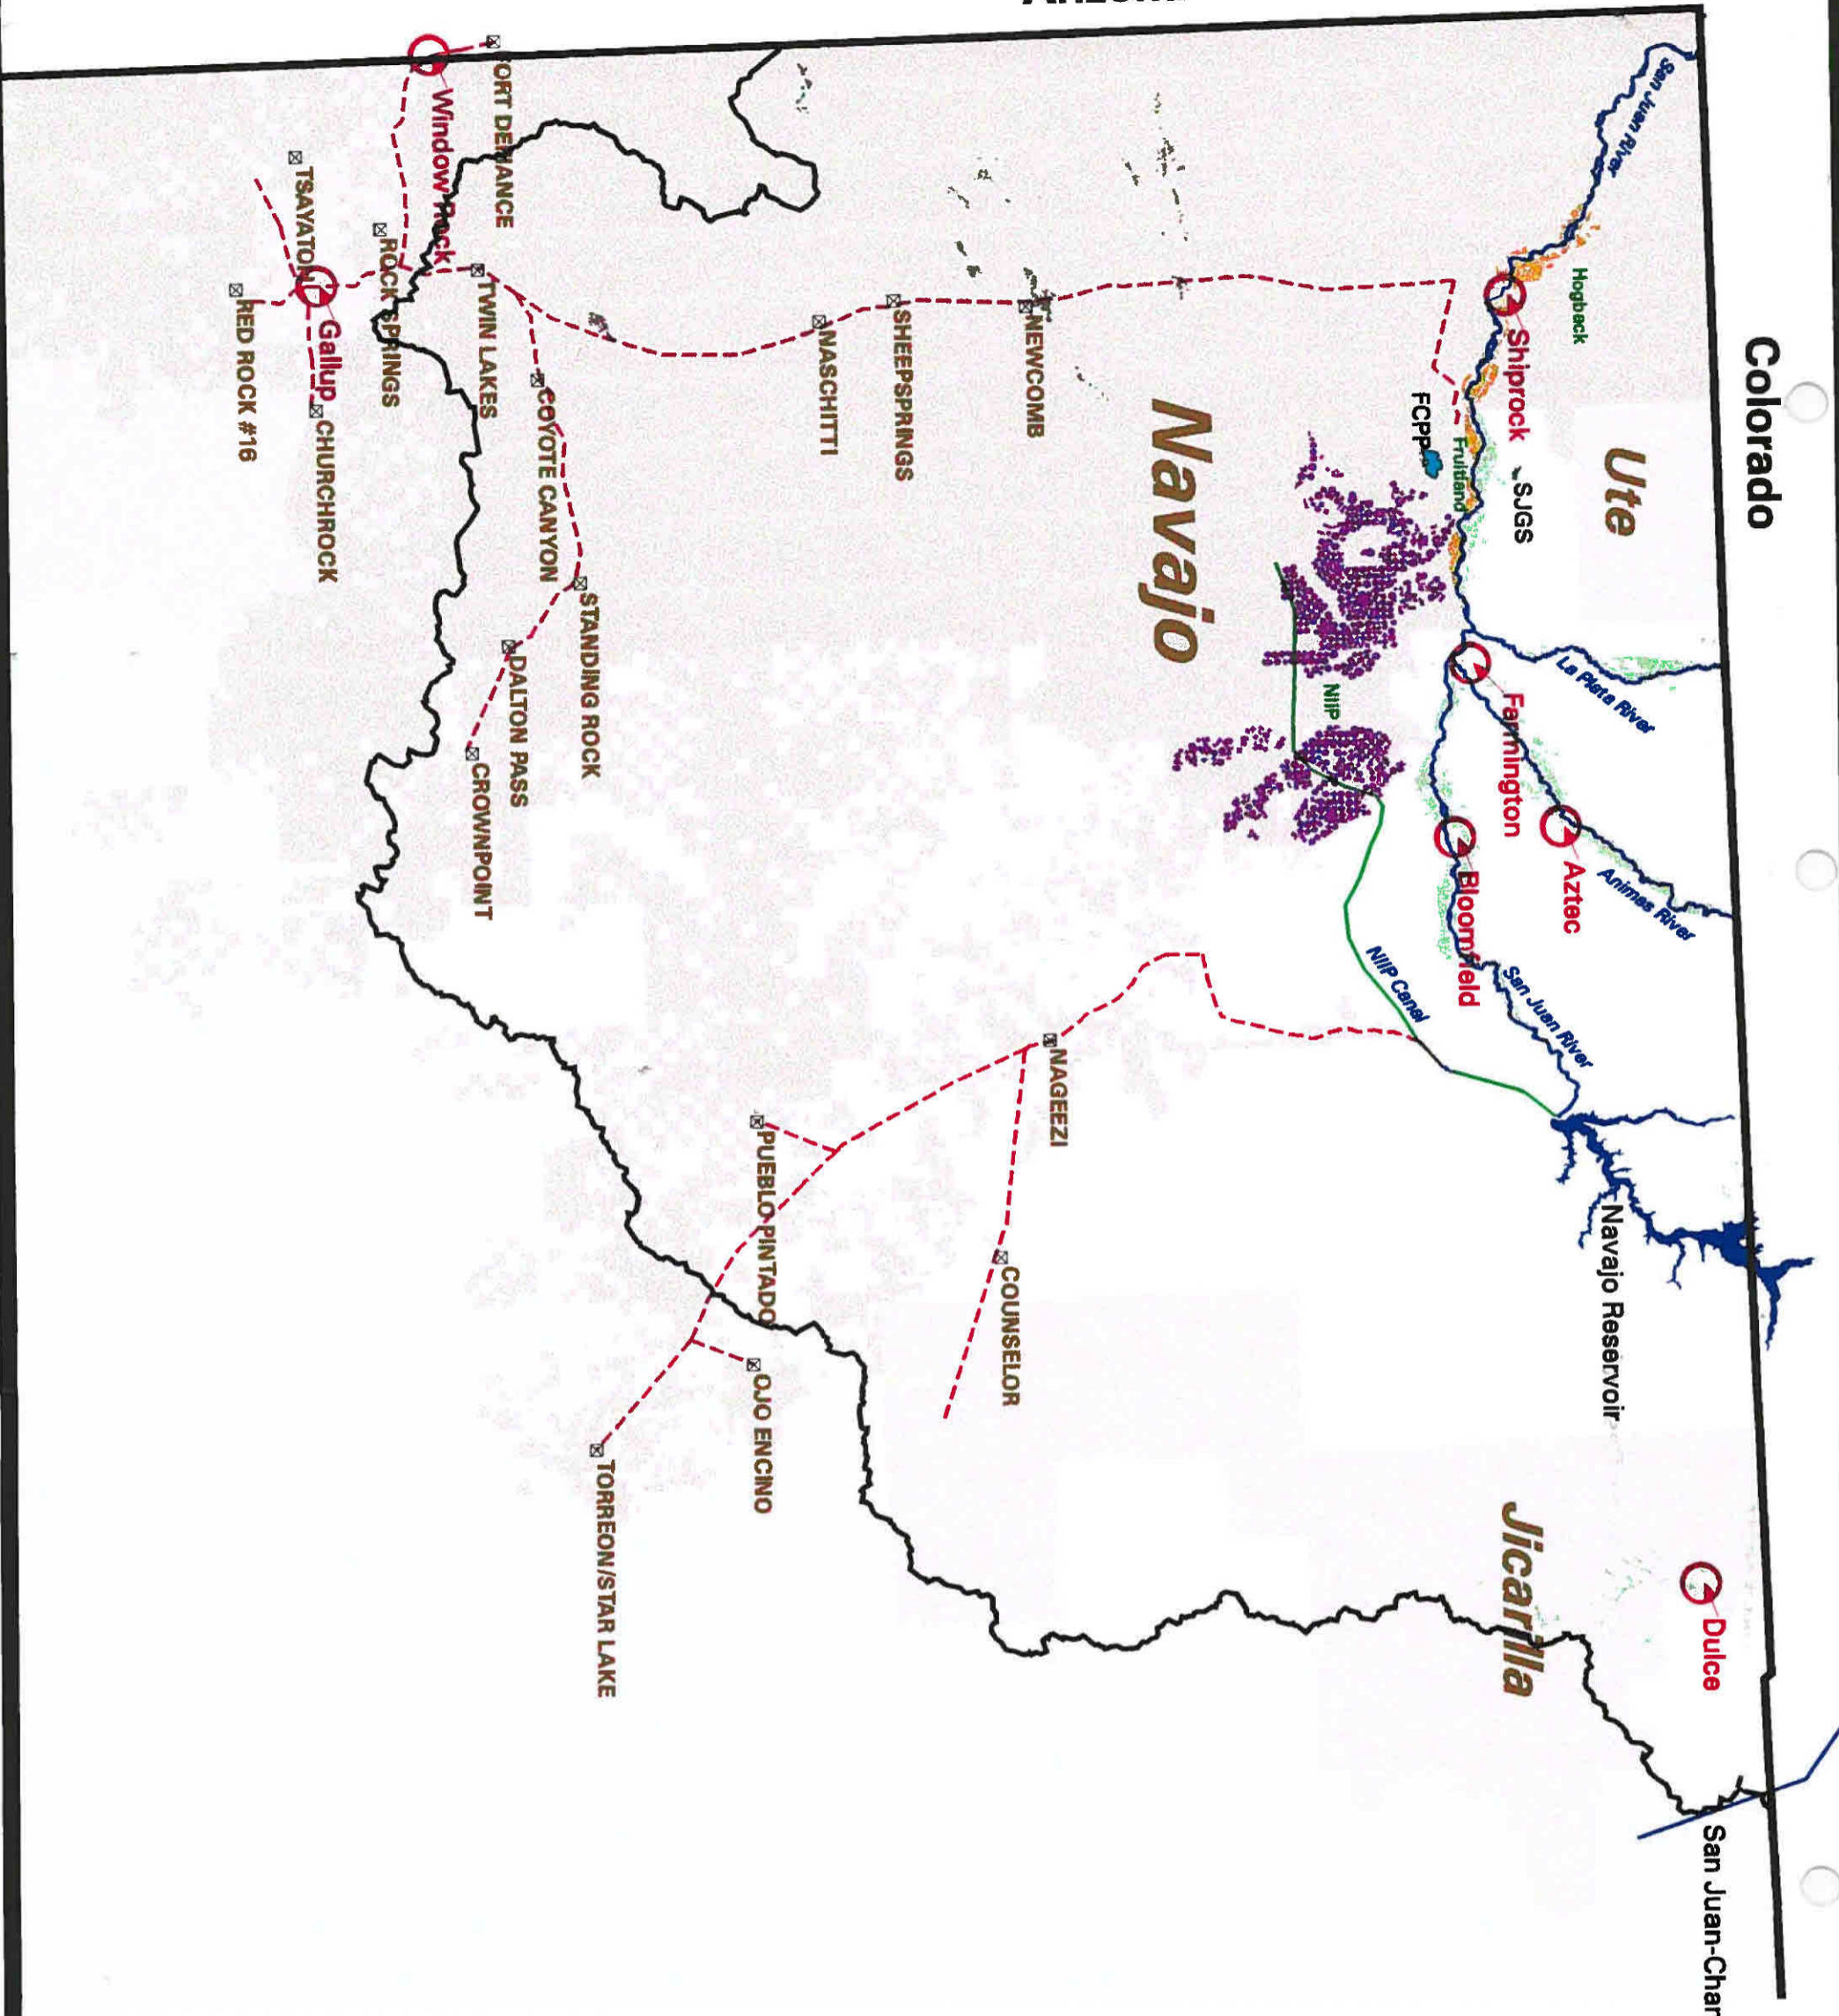 Colorado
Ute
Navajo
Jicarilla
San Juan River
Hogback
Shiprock
SJGS
FCPP
Fruitland
La Plata River
Farmington
Aztec
Animas River
Bloomfield
San Juan River
NIIP
NIIP Canal
Navajo Reservoir
Dulce
San Juan-Char
NEWCOMB
SHEEPSPRINGS
NASCHITTI
NAGEEZI
COUNSELOR
PUEBLO PINTADO
OJO ENCINO
TORREON/STAR LAKE
STANDING ROCK
COYOTE CANYON
DALTON PASS
CROWNPOINT
TWIN LAKES
FORT DEFIANCE
Window Rock
ROCK SPRINGS
TSAYATOH
Gallup
CHURCHROCK
RED ROCK #16